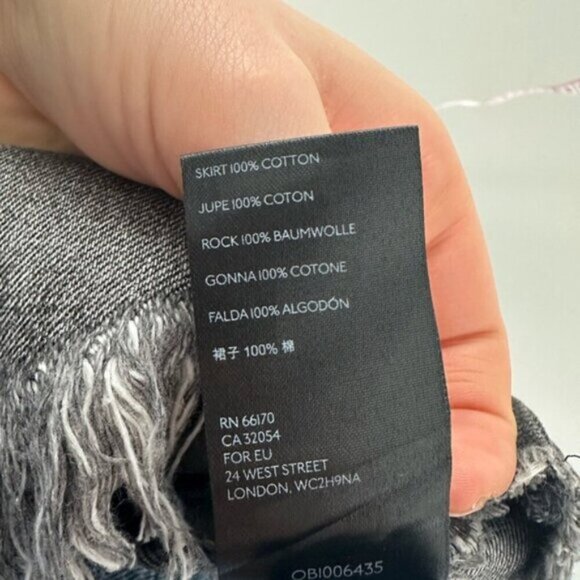 SKIRT 100% COTTON
JUPE 100% COTON
ROCK 100% BAUMWOLLE
GONNA 100% COTONE
FALDA 100% ALGODÓN
裙子 100% 棉
RN 66170
CA 32054
FOR EU
24 WEST STREET
LONDON, WC2H9NA
OBI006435